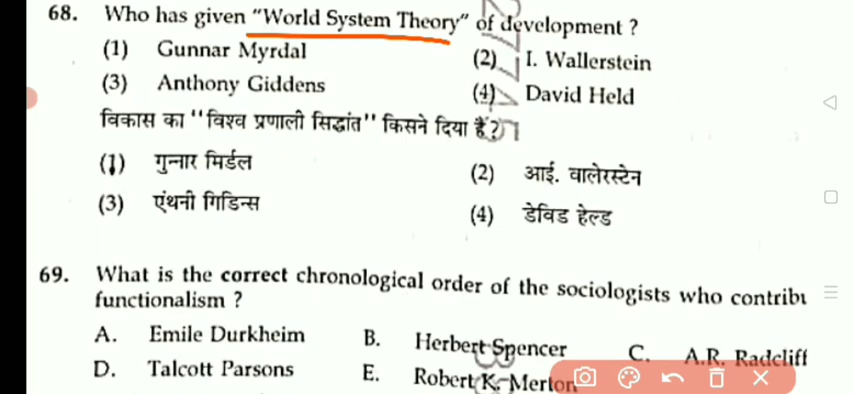 68. Who has given "World System Theory" of development ?
(1) Gunnar Myrdal (2) I. Wallerstein
(3) Anthony Giddens (4) David Held
विकास का "विश्व प्रणाली सिद्धांत" किसने दिया है ?
(1) गुन्नार मिर्डल (2) आई. वालेरस्टेन
(3) एंथनी गिडिन्स (4) डेविड हेल्ड
69. What is the correct chronological order of the sociologists who contribu
functionalism ?
A. Emile Durkheim B. Herbert Spencer C. A.R. Radcliff
D. Talcott Parsons E. Robert K. Merton